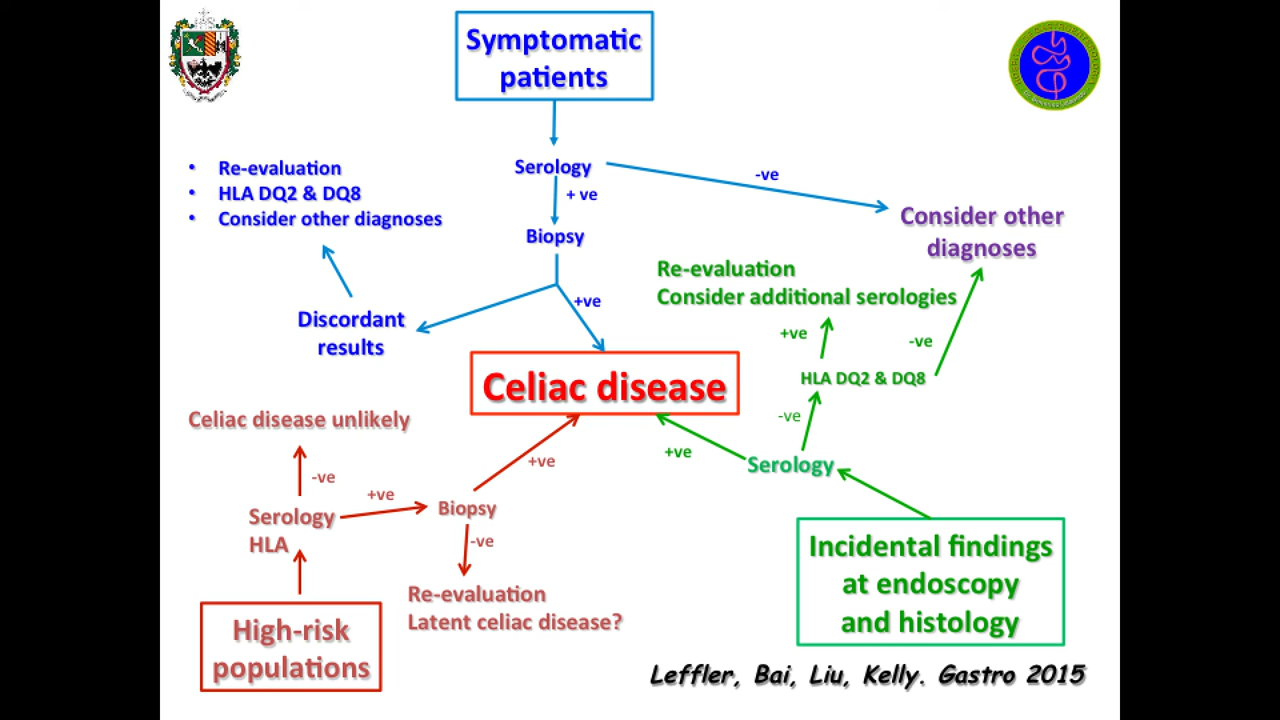 Symptomatic
patients
Serology
-ve
+ ve
Biopsy
• Re-evaluation
• HLA DQ2 & DQ8
• Consider other diagnoses
Consider other
diagnoses
+ve
Discordant
results
Re-evaluation
Consider additional serologies
+ve
-ve
HLA DQ2 & DQ8
-ve
Celiac disease
+ve
Serology
Incidental findings
at endoscopy
and histology
Celiac disease unlikely
-ve
+ve
+ve
Serology
HLA
Biopsy
-ve
Re-evaluation
Latent celiac disease?
High-risk
populations
Leffler, Bai, Liu, Kelly. Gastro 2015